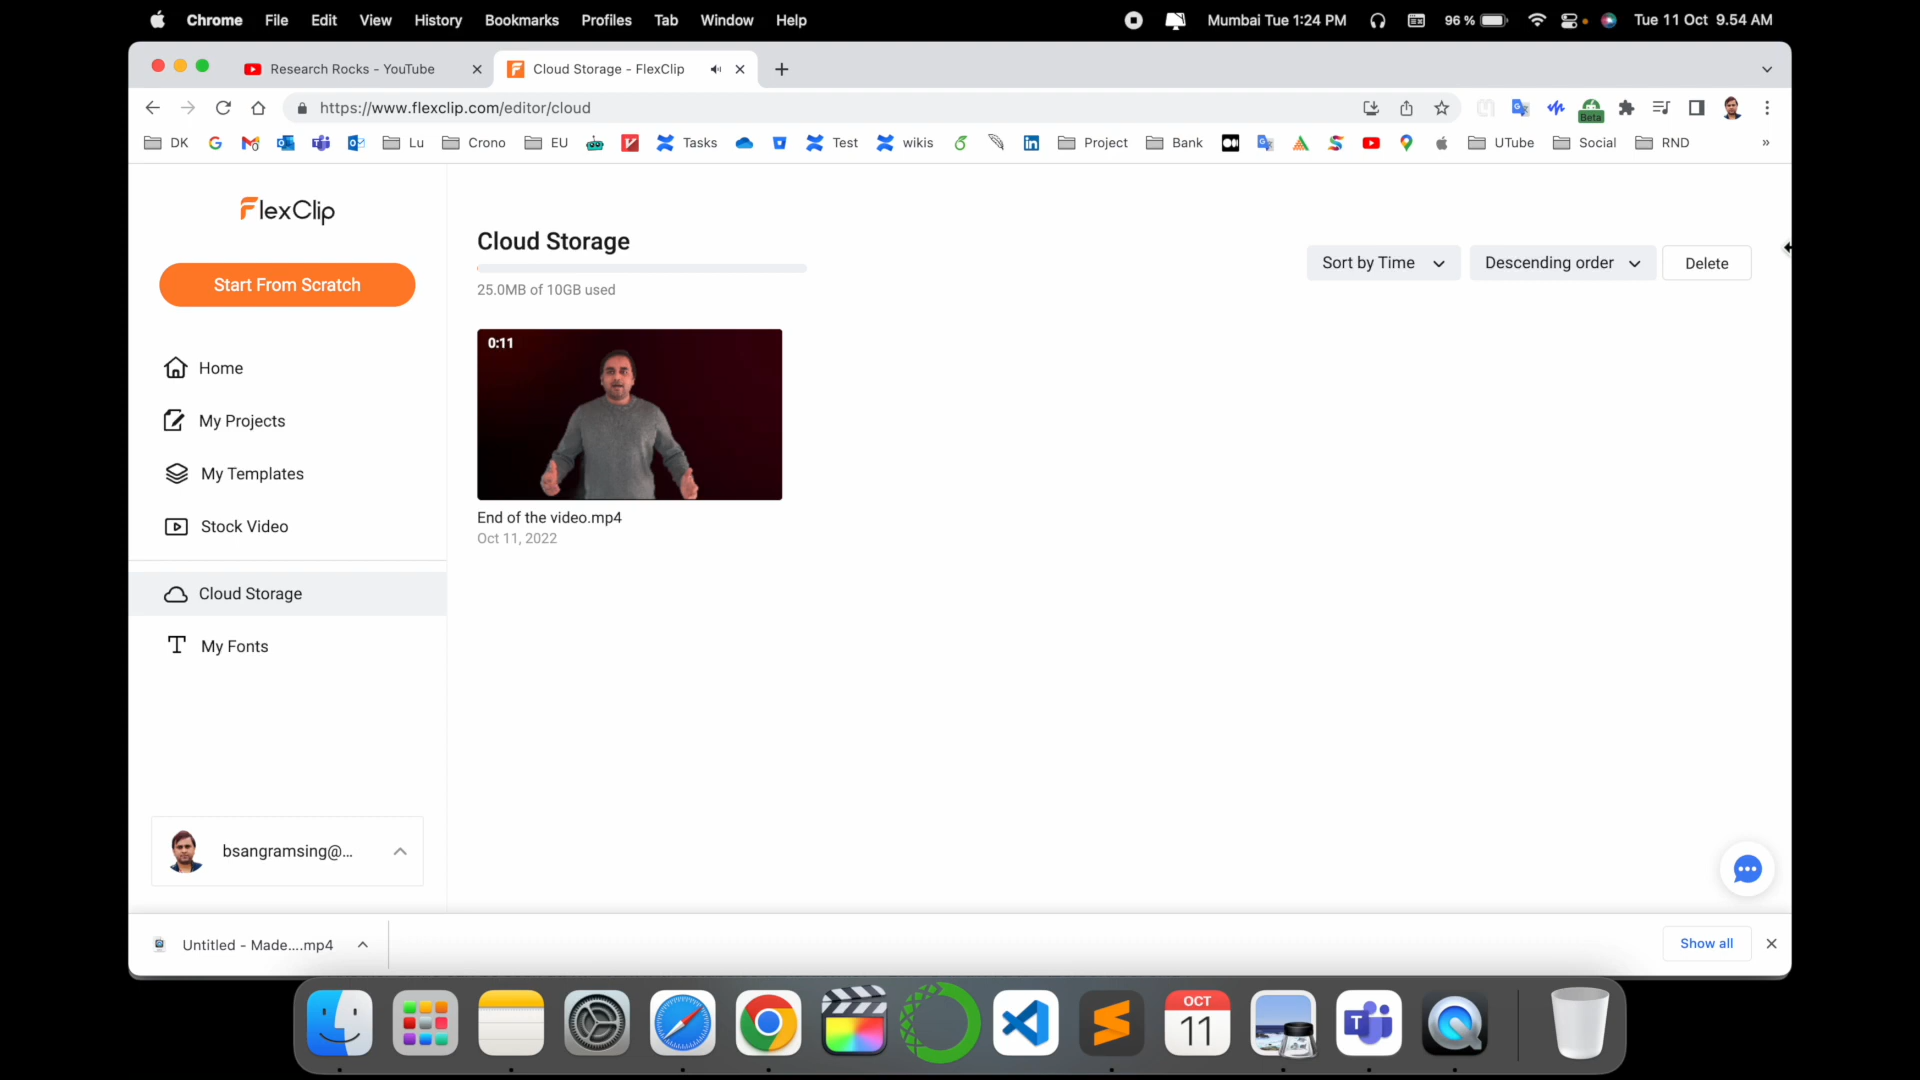 Chrome File Edit View History Bookmarks Profiles Tab Window Help Mumbai Tue 1:24 PM 96 % Tue 11 Oct 9.54 AM
Research Rocks - YouTube Cloud Storage - FlexClip
https://www.flexclip.com/editor/cloud Beta
DK Lu Crono EU Tasks Test wikis Project Bank UTube Social RND »
FlexClip
Start From Scratch
Home
My Projects
My Templates
Stock Video
Cloud Storage
My Fonts
bsangramsing@...
Cloud Storage
25.0MB of 10GB used
Sort by Time Descending order Delete
0:11
End of the video.mp4
Oct 11, 2022
Untitled - Made....mp4 Show all
OCT
11